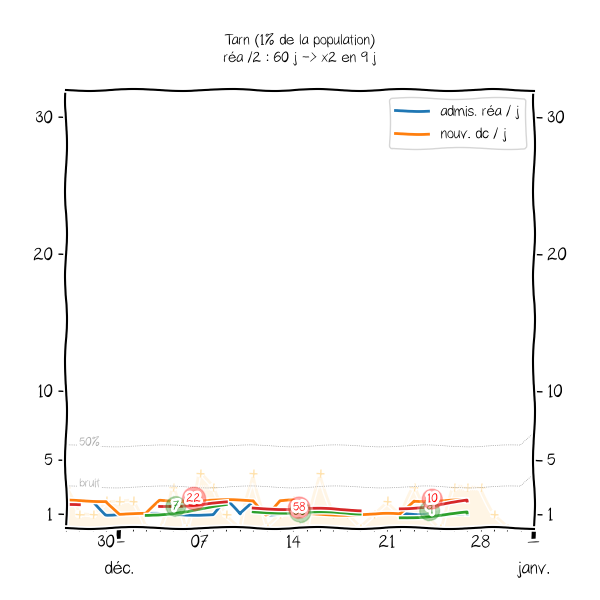 Tarn (1% de la population)
réa /2 : 60 j -> x2 en 9 j
admis. réa / j
nouv. dc / j
30 30
20 20
10 10
50%
5 5
bruit
22 10
7 58
1 1
30 07 14 21 28
déc. janv.